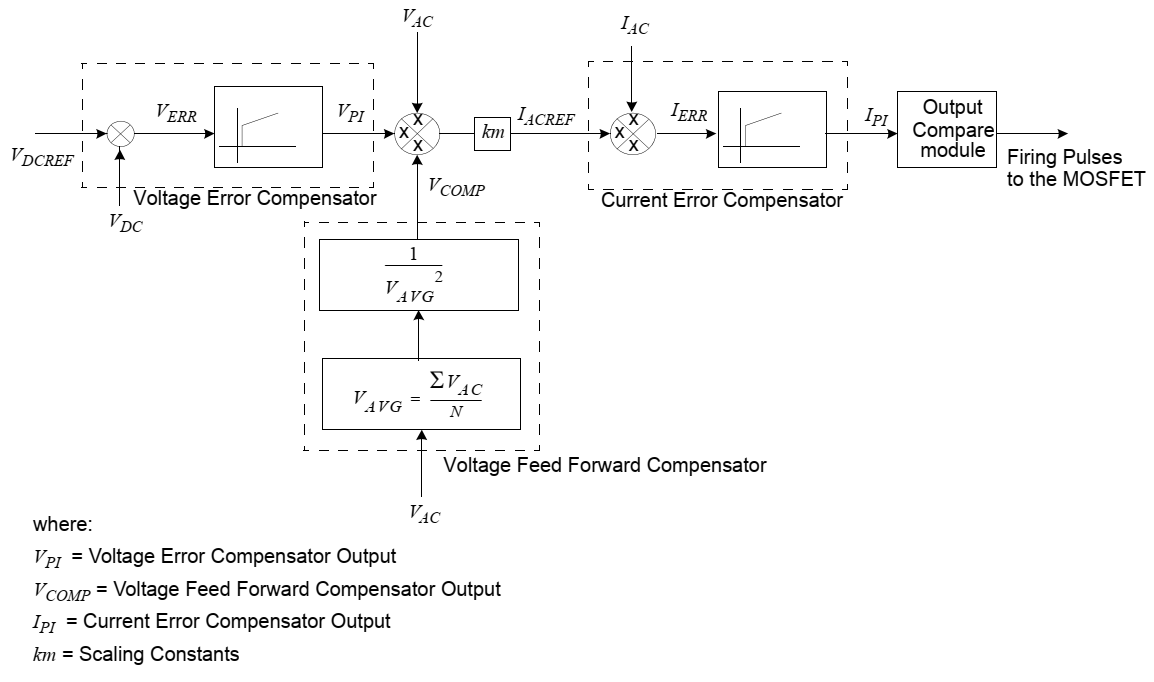 V_AC
I_AC
V_ERR
V_PI
X
X X
X
km
I_ACREF
X X
X
I_ERR
I_PI
Output
Compare
module
V_DCREF
V_DC
Voltage Error Compensator
V_COMP
Current Error Compensator
Firing Pulses
to the MOSFET
1
V_AVG^2
V_AVG = ΣV_AC
N
Voltage Feed Forward Compensator
V_AC
where:
V_PI = Voltage Error Compensator Output
V_COMP = Voltage Feed Forward Compensator Output
I_PI = Current Error Compensator Output
km = Scaling Constants